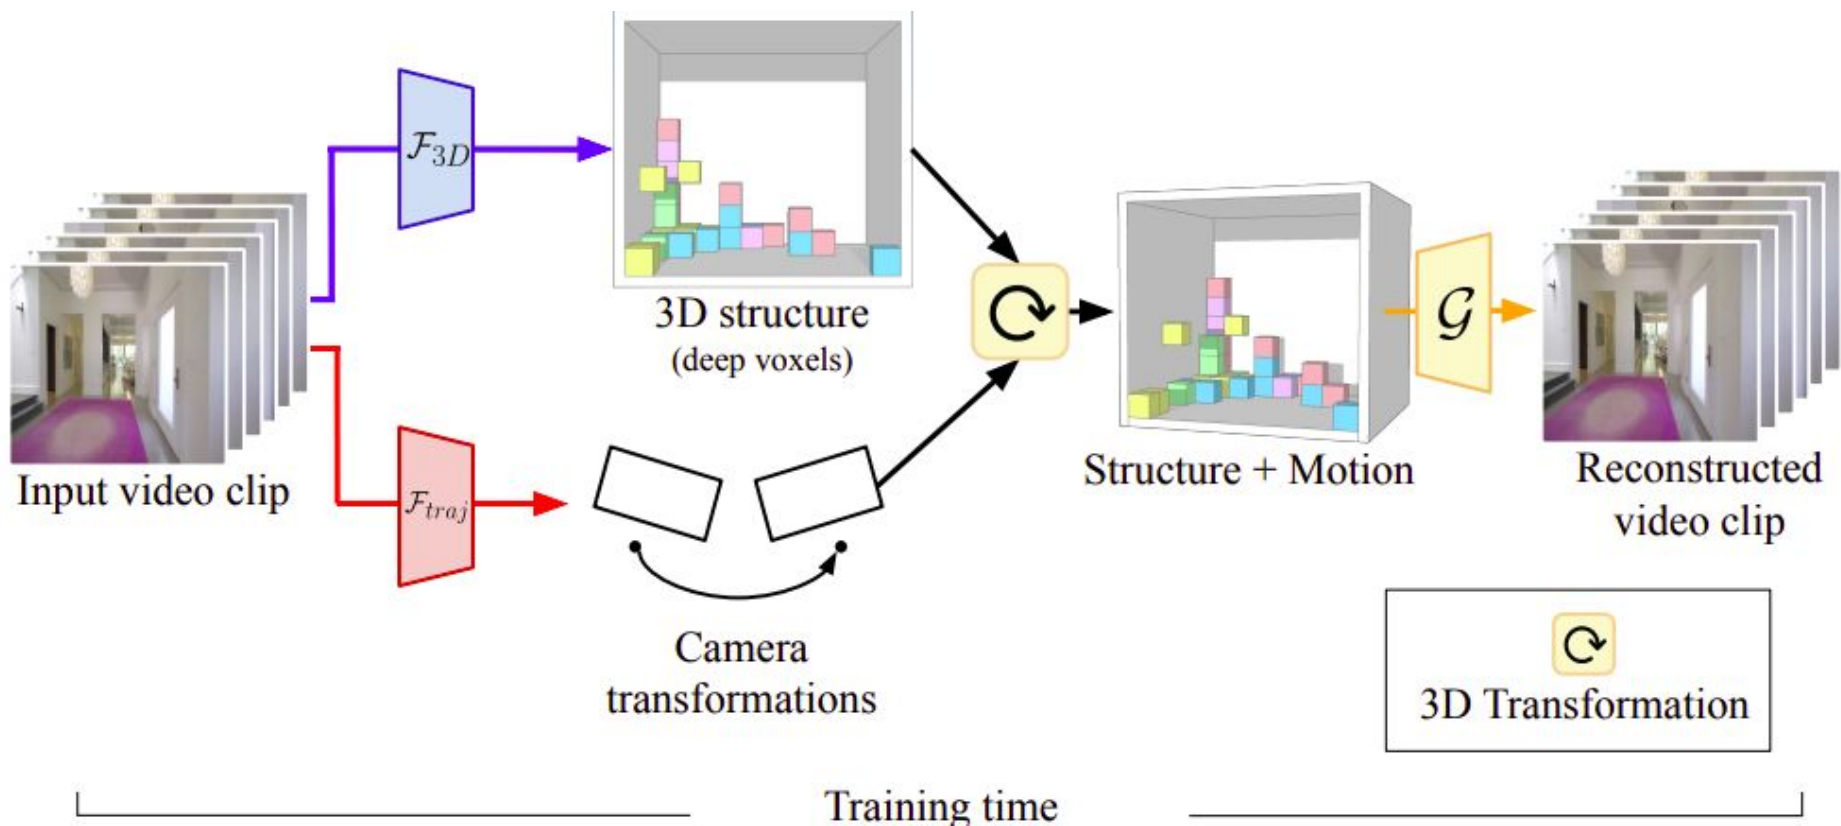 Input video clip
F3D
Ftraj
3D structure
(deep voxels)
Camera
transformations
Structure + Motion
G
Reconstructed
video clip
3D Transformation
Training time